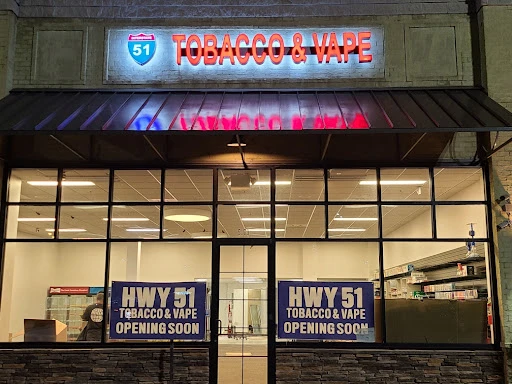 51
TOBACCO & VAPE
HWY 51
TOBACCO & VAPE
OPENING SOON
HWY 51
TOBACCO & VAPE
OPENING SOON